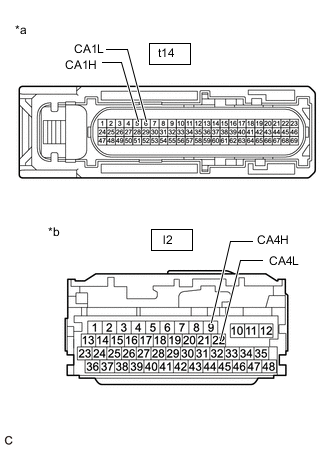 *a
CA1L
t14
CA1H
1 2 3 4 5 6 7 8 9 10 11 12 13 14 15 16 17 18 19 20 21 22 23
24 25 26 27 28 29 30 31 32 33 34 35 36 37 38 39 40 41 42 43 44 45 46
47 48 49 50 51 52 53 54 55 56 57 58 59 60 61 62 63 64 65 66 67 68 69
*b
I2
CA4H
CA4L
1 2 3 4 5 6 7 8 9 10 11 12
13 14 15 16 17 18 19 20 21 22
23 24 25 26 27 28 29 30 31 32 33 34 35
36 37 38 39 40 41 42 43 44 45 46 47 48
C